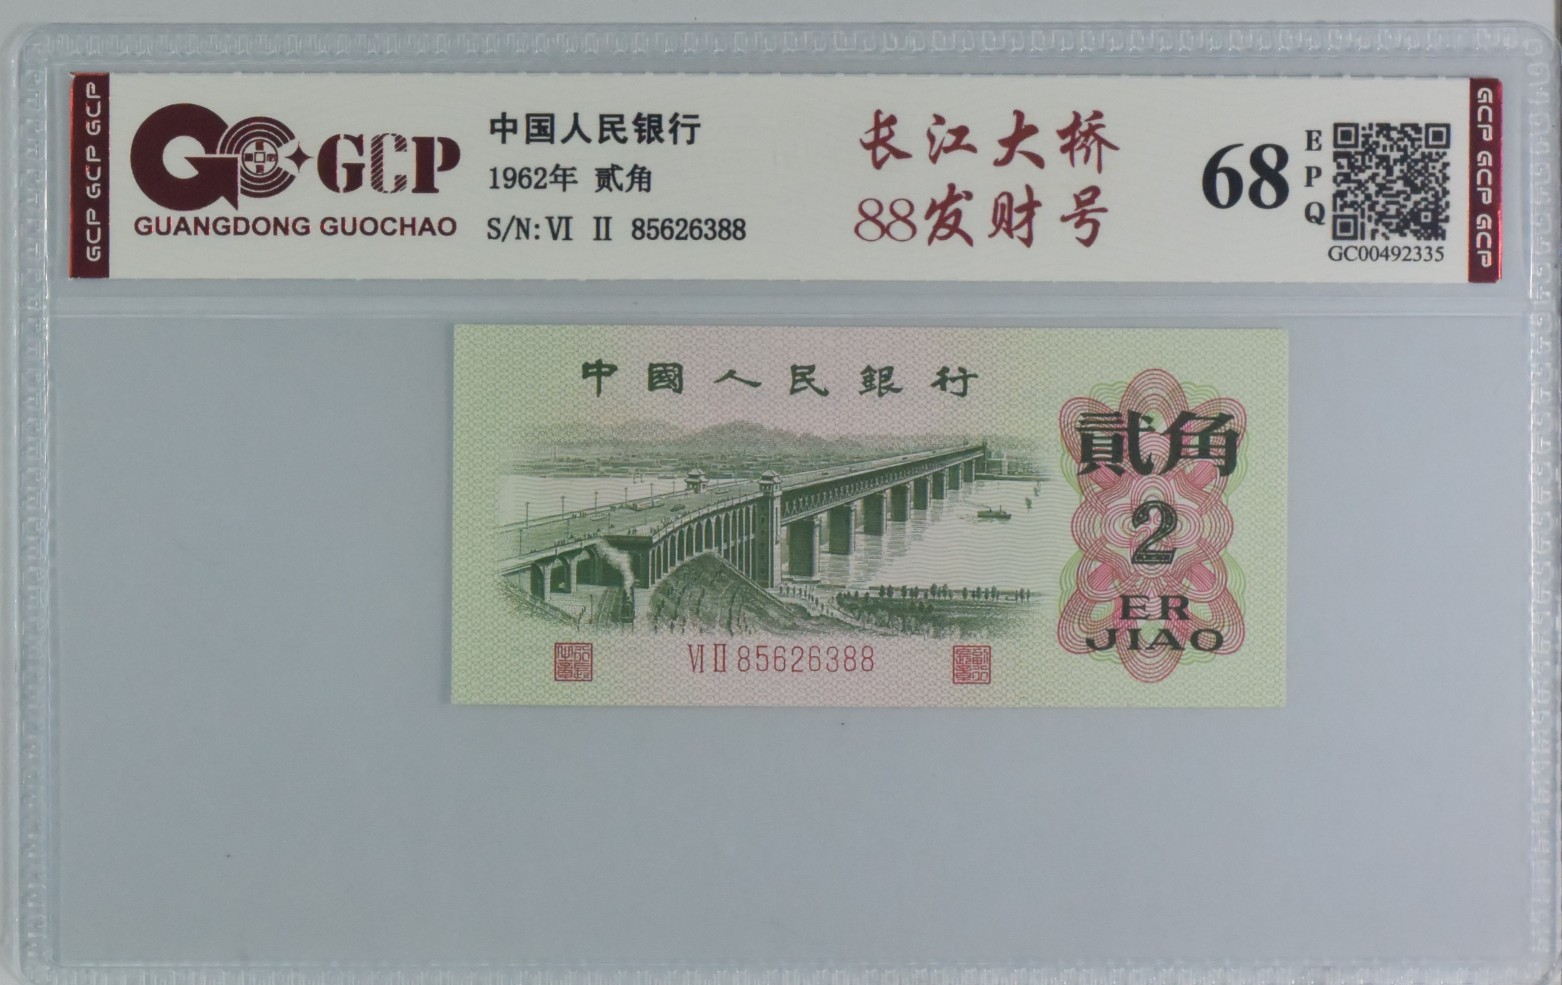 GCP GCP GCP
GCP
GUANGDONG GUOCHAO
中国人民银行
1962年 贰角
S/N: VI II 85626388
长江大桥
88发财号
68
EPQ
GC00492335
GCP GCP GCP
中國人民銀行
貳角
2
ER
JIAO
VI II 85626388